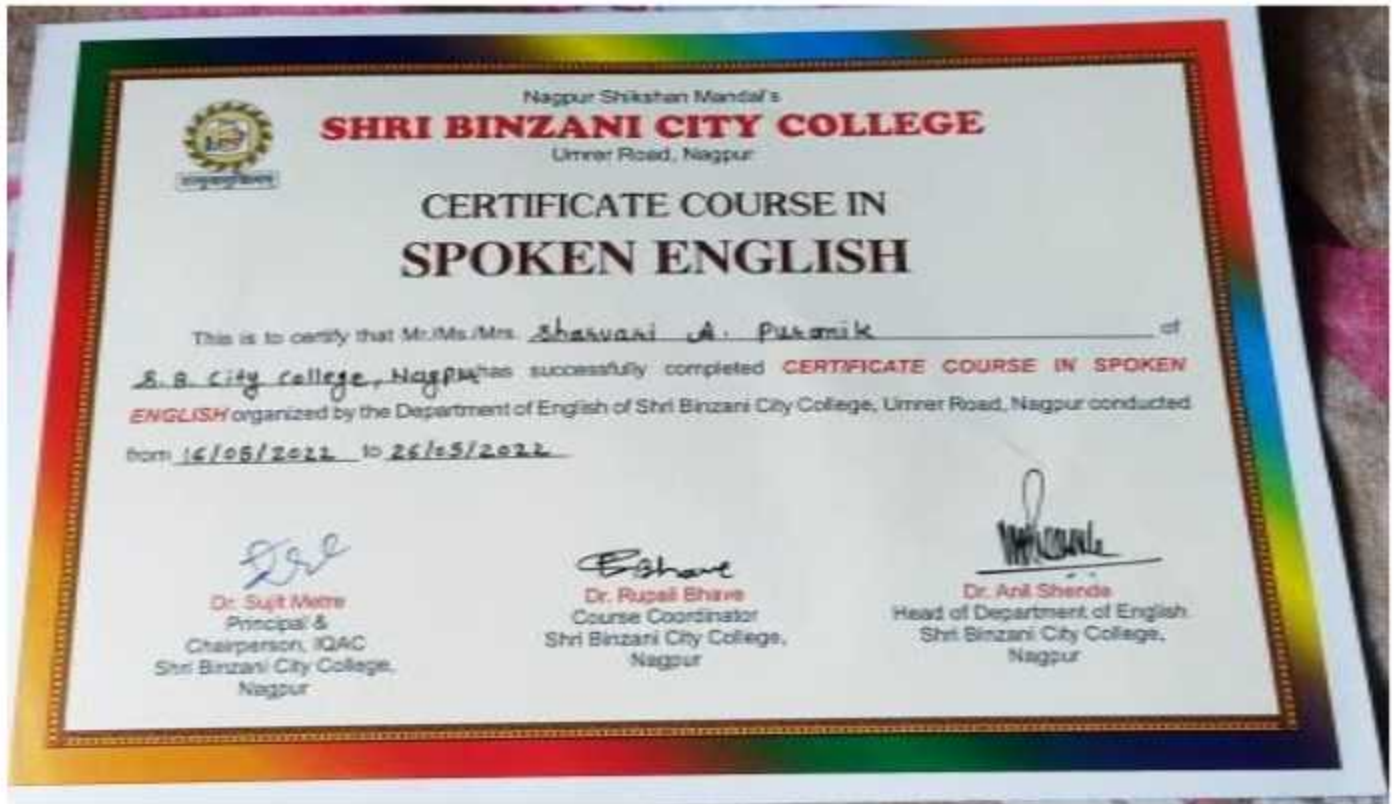 Nagpur Shikshan Mandal's
SHRI BINZANI CITY COLLEGE
Umrer Road, Nagpur
CERTIFICATE COURSE IN
SPOKEN ENGLISH
This is to certify that Mr./Ms./Mrs. Sharvari A. Puranik of
S. B. City College, Nagpur has successfully completed CERTIFICATE COURSE IN SPOKEN
ENGLISH organized by the Department of English of Shri Binzani City College, Umrer Road, Nagpur conducted
from 16/05/2022 to 26/05/2022
Dr. Sujit Metre
Principal &
Chairperson, IQAC
Shri Binzani City College,
Nagpur
Bhave
Dr. Rupali Bhave
Course Coordinator
Shri Binzani City College,
Nagpur
Dr. Anil Shende
Head of Department of English
Shri Binzani City College,
Nagpur